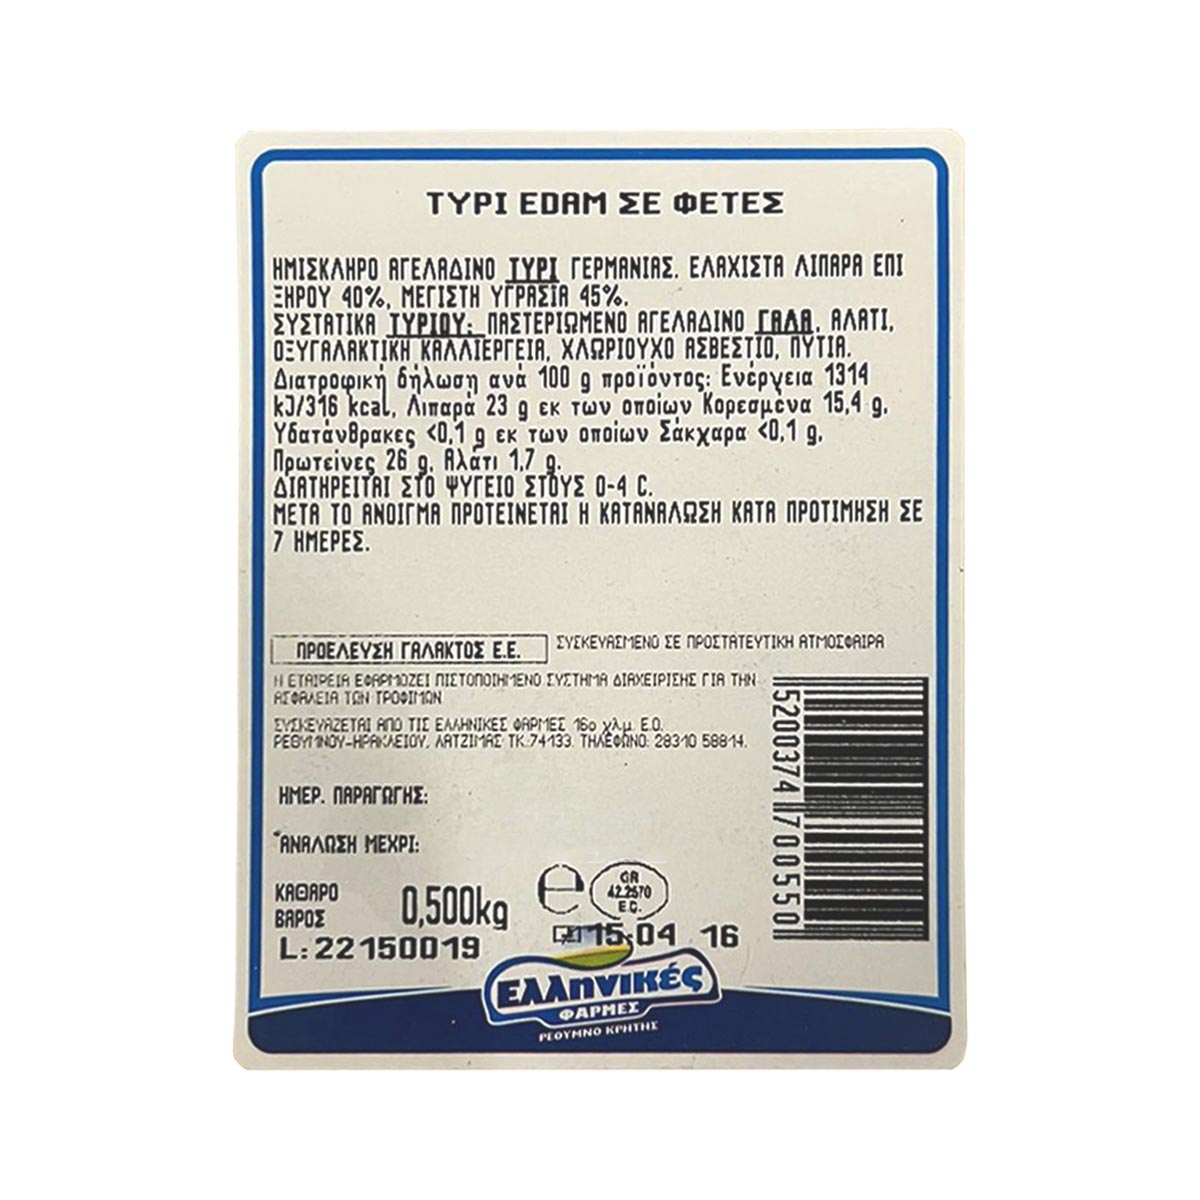 ΤΥΡΙ EDAM ΣΕ ΦΕΤΕΣ
ΗΜΙΣΚΛΗΡΟ ΑΓΕΛΑΔΙΝΟ ΤΥΡΙ ΓΕΡΜΑΝΙΑΣ. ΕΛΑΧΙΣΤΑ ΛΙΠΑΡΑ ΕΠΙ
ΞΗΡΟΥ 40%, ΜΕΓΙΣΤΗ ΥΓΡΑΣΙΑ 45%.
ΣΥΣΤΑΤΙΚΑ ΤΥΡΙΟΥ: ΠΑΣΤΕΡΙΩΜΕΝΟ ΑΓΕΛΑΔΙΝΟ ΓΑΛΑ, ΑΛΑΤΙ,
ΟΞΥΓΑΛΑΚΤΙΚΗ ΚΑΛΛΙΕΡΓΕΙΑ, ΧΛΩΡΙΟΥΧΟ ΑΣΒΕΣΤΙΟ, ΠΥΤΙΑ.
Διατροφική δήλωση ανά 100 g προϊόντος: Ενέργεια 1314
kJ/316 kcal, Λιπαρά 23 g εκ των οποίων Κορεσμένα 15,4 g,
Υδατάνθρακες <0,1 g εκ των οποίων Σάκχαρα <0,1 g,
Πρωτείνες 26 g, Αλάτι 1,7 g.
ΔΙΑΤΗΡΕΙΤΑΙ ΣΤΟ ΨΥΓΕΙΟ ΣΤΟΥΣ 0-4 C.
ΜΕΤΑ ΤΟ ΑΝΟΙΓΜΑ ΠΡΟΤΕΙΝΕΤΑΙ Η ΚΑΤΑΝΑΛΩΣΗ ΚΑΤΑ ΠΡΟΤΙΜΗΣΗ ΣΕ
7 ΗΜΕΡΕΣ.
ΠΡΟΕΛΕΥΣΗ ΓΑΛΑΚΤΟΣ Ε.Ε.
ΣΥΣΚΕΥΑΣΜΕΝΟ ΣΕ ΠΡΟΣΤΑΤΕΥΤΙΚΗ ΑΤΜΟΣΦΑΙΡΑ
Η ΕΤΑΙΡΕΙΑ ΕΦΑΡΜΟΖΕΙ ΠΙΣΤΟΠΟΙΗΜΕΝΟ ΣΥΣΤΗΜΑ ΔΙΑΧΕΙΡΙΣΗΣ ΓΙΑ ΤΗΝ
ΑΣΦΑΛΕΙΑ ΤΩΝ ΤΡΟΦΙΜΩΝ
ΣΥΣΚΕΥΑΖΕΤΑΙ ΑΠΟ ΤΙΣ ΕΛΛΗΝΙΚΕΣ ΦΑΡΜΕΣ 16ο χλμ Ε.Ο.
ΡΕΘΥΜΝΟΥ-ΗΡΑΚΛΕΙΟΥ, ΛΑΤΖΙΜΑΣ ΤΚ:74133. ΤΗΛΕΦΩΝΟ: 28310 58814.
5200374700550
ΗΜΕΡ. ΠΑΡΑΓΩΓΗΣ:
ΑΝΑΛΩΣΗ ΜΕΧΡΙ:
ΚΑΘΑΡΟ
ΒΑΡΟΣ
0,500kg
e
GR
42.2570
E.C.
L: 22150019
15:04 16
Ελληνικές
ΦΑΡΜΕΣ
ΡΕΘΥΜΝΟ ΚΡΗΤΗΣ